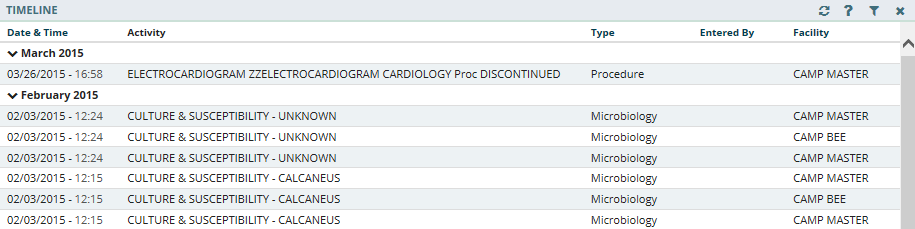 TIMELINE
Date & Time Activity Type Entered By Facility
March 2015
03/26/2015 - 16:58 ELECTROCARDIOGRAM ZZELECTROCARDIOGRAM CARDIOLOGY Proc DISCONTINUED Procedure CAMP MASTER
February 2015
02/03/2015 - 12:24 CULTURE & SUSCEPTIBILITY - UNKNOWN Microbiology CAMP MASTER
02/03/2015 - 12:24 CULTURE & SUSCEPTIBILITY - UNKNOWN Microbiology CAMP BEE
02/03/2015 - 12:24 CULTURE & SUSCEPTIBILITY - UNKNOWN Microbiology CAMP MASTER
02/03/2015 - 12:15 CULTURE & SUSCEPTIBILITY - CALCANEUS Microbiology CAMP MASTER
02/03/2015 - 12:15 CULTURE & SUSCEPTIBILITY - CALCANEUS Microbiology CAMP BEE
02/03/2015 - 12:15 CULTURE & SUSCEPTIBILITY - CALCANEUS Microbiology CAMP MASTER